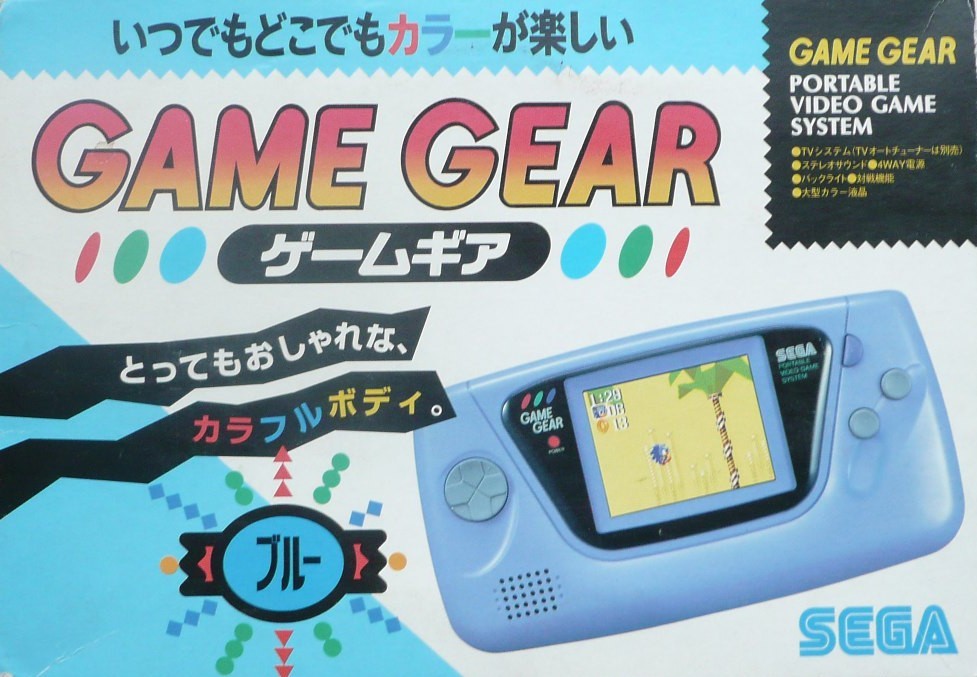 いつでもどこでもカラーが楽しい
GAME GEAR
ゲームギア
GAME GEAR
PORTABLE
VIDEO GAME
SYSTEM
●TVシステム(TVオートチューナーは別売)
●ステレオサウンド●4WAY電源
●バックライト●対戦機能
●大型カラー液晶
とってもおしゃれな、
カラフルボディ。
ブルー
GAME
GEAR
POWER
1:29
08
13
SEGA
PORTABLE
VIDEO GAME
SYSTEM
SEGA